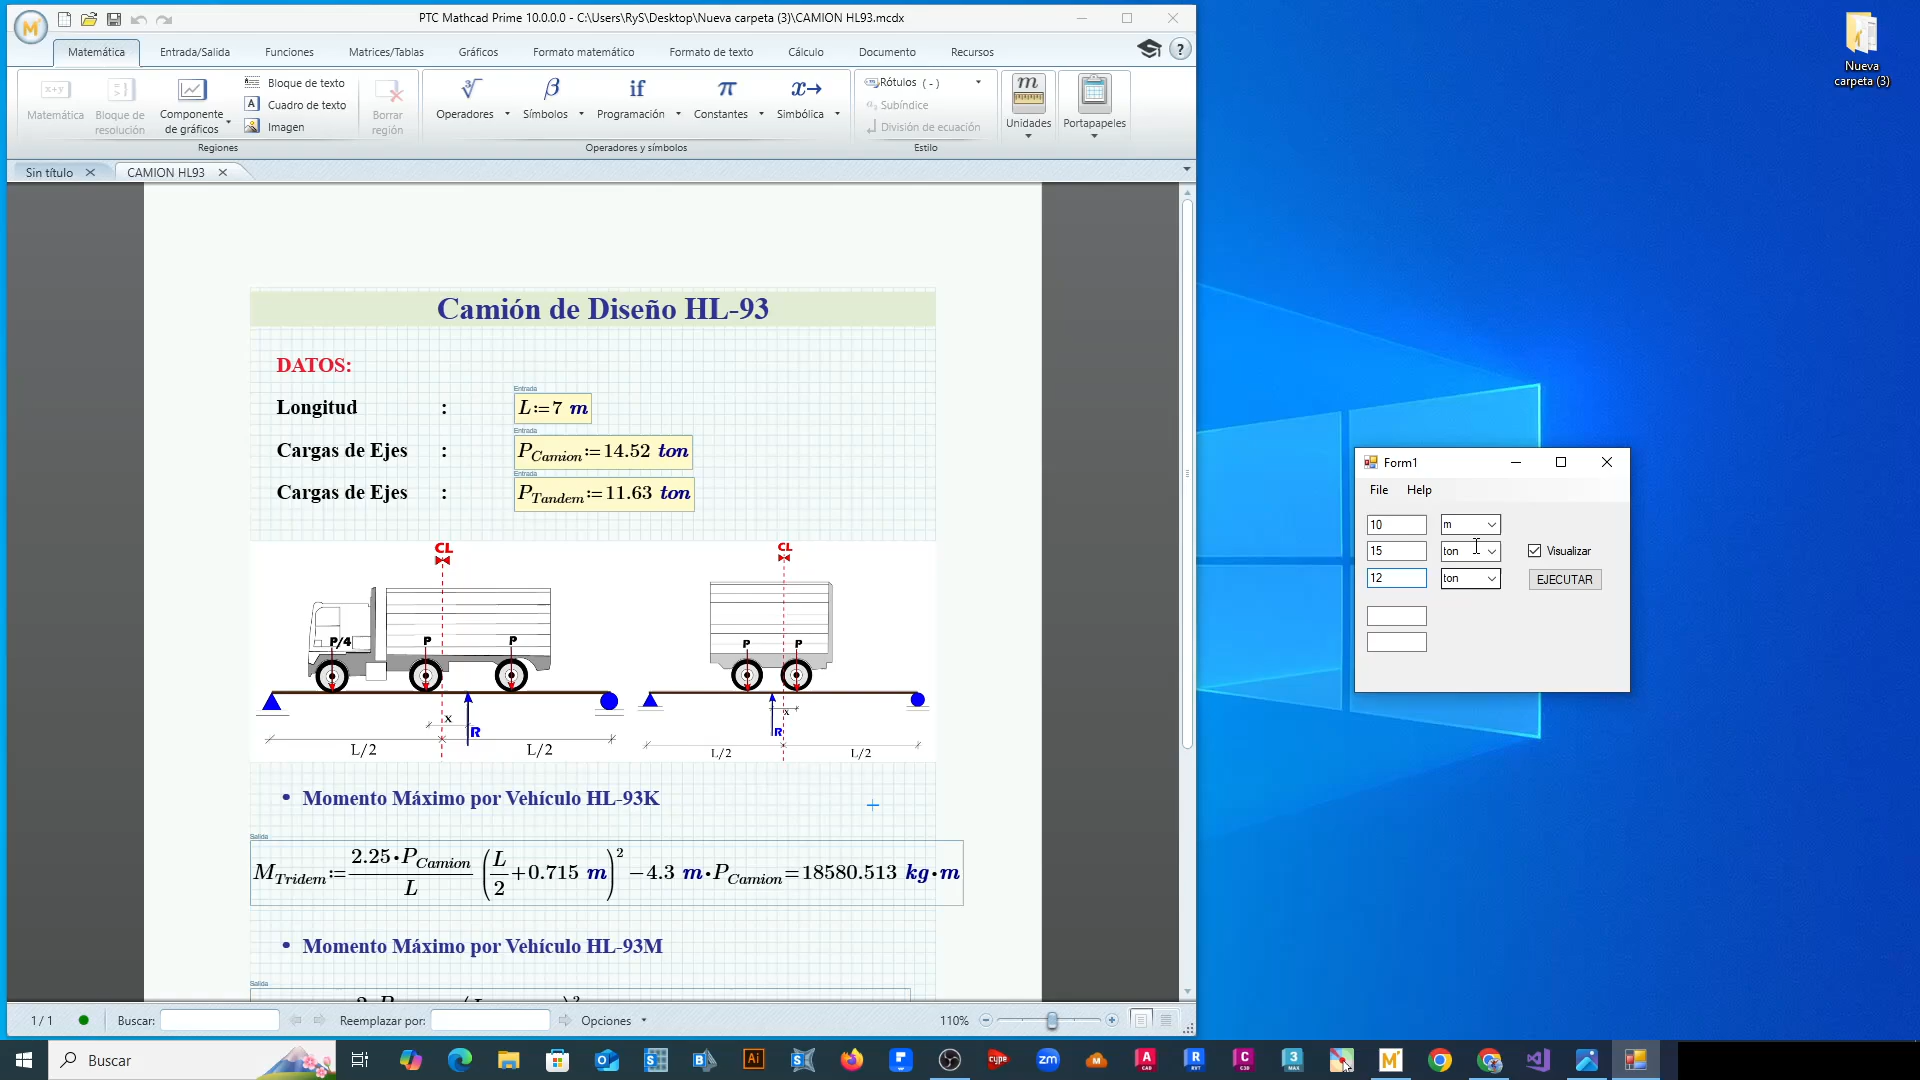 PTC Mathcad Prime 10.0.0.0 - C:\Users\RyS\Desktop\Nueva carpeta (3)\CAMION HL93.mcdx
Matemática Entrada/Salida Funciones Matrices/Tablas Gráficos Formato matemático Formato de texto Cálculo Documento Recursos
Matemática
Bloque de resolución
Componente de gráficos
Bloque de texto
Cuadro de texto
Imagen
Borrar región
Regiones
if
Operadores Símbolos Programación Constantes Simbólica
Operadores y símbolos
Rótulos ( - )
Subíndice
División de ecuación
Estilo
Unidades
Portapapeles
Sin título
CAMION HL93
Camión de Diseño HL-93
DATOS:
Entrada
Longitud : L:=7 m
Entrada
Cargas de Ejes : P_Camion:=14.52 ton
Entrada
Cargas de Ejes : P_Tandem:=11.63 ton
CL CL
P/4 P P P P
x R x R
L/2 L/2 L/2 L/2
• Momento Máximo por Vehículo HL-93K
Salida
M_Tridem:=2.25·P_Camion/L (L/2+0.715 m)^2−4.3 m·P_Camion=18580.513 kg·m
• Momento Máximo por Vehículo HL-93M
Salida
1 / 1 Buscar: Reemplazar por: Opciones 110%
Nueva carpeta (3)
Form1
File Help
10 m
15 ton Visualizar
12 ton EJECUTAR
Buscar